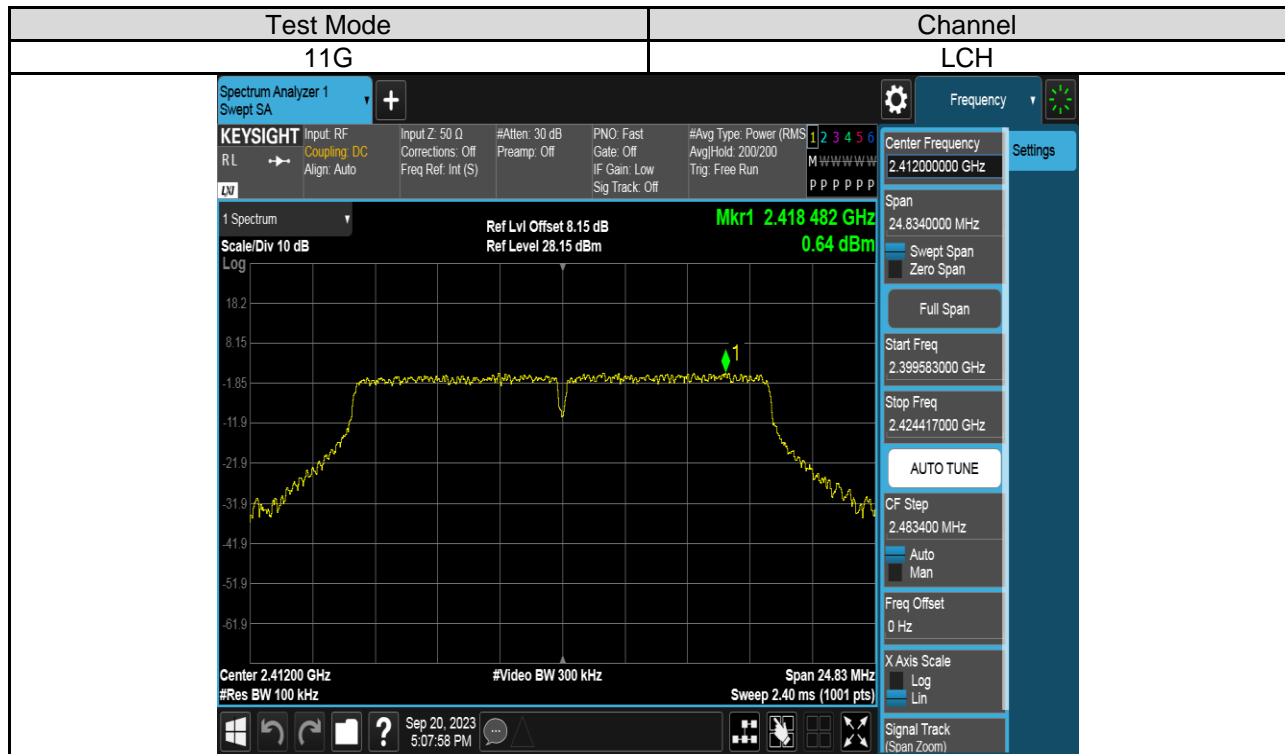 Test Mode Channel
11G LCH
Spectrum Analyzer 1
Swept SA
+
Frequency
KEYSIGHT Input: RF Input Z: 50 Ω #Atten: 30 dB PNO: Fast #Avg Type: Power (RMS 1 2 3 4 5 6
RL Coupling: DC Corrections: Off Preamp: Off Gate: Off Avg|Hold: 200/200 M W W W W W
Align: Auto Freq Ref: Int (S) IF Gain: Low Trig: Free Run
LXI Sig Track: Off P P P P P P
1 Spectrum Ref Lvl Offset 8.15 dB Mkr1 2.418 482 GHz
Scale/Div 10 dB Ref Level 28.15 dBm 0.64 dBm
Log
18.2
8.15
1
-1.85
-11.9
-21.9
-31.9
-41.9
-51.9
-61.9
Center 2.41200 GHz #Video BW 300 kHz Span 24.83 MHz
#Res BW 100 kHz Sweep 2.40 ms (1001 pts)
? Sep 20, 2023
5:07:58 PM
Center Frequency
2.412000000 GHz
Settings
Span
24.8340000 MHz
Swept Span
Zero Span
Full Span
Start Freq
2.399583000 GHz
Stop Freq
2.424417000 GHz
AUTO TUNE
CF Step
2.483400 MHz
Auto
Man
Freq Offset
0 Hz
X Axis Scale
Log
Lin
Signal Track
(Span Zoom)